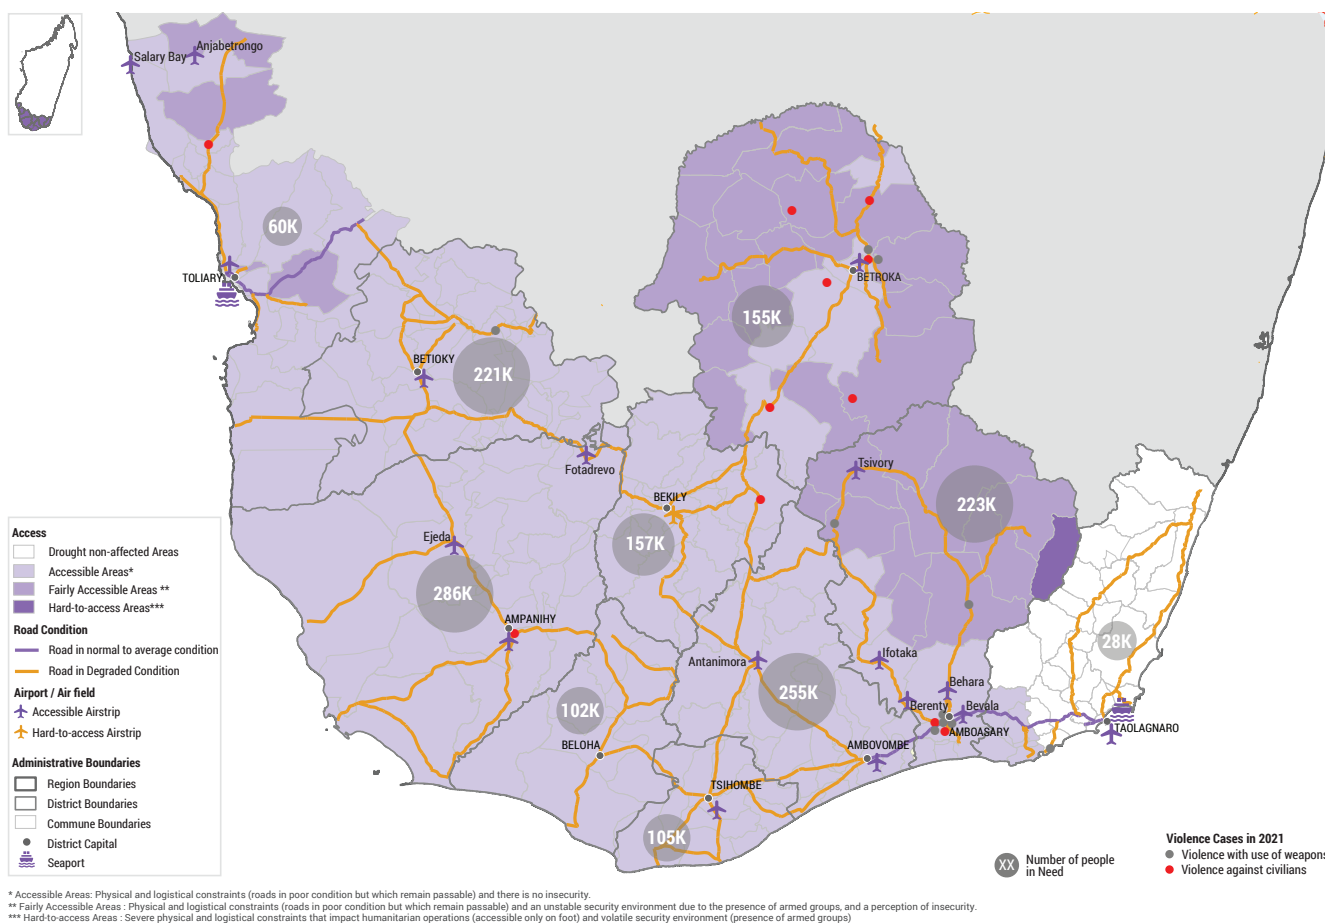 Salary Bay
Anjabetrongo
60K
TOLIARY
BETROKA
155K
BETIOKY
221K
Fotadrevo
Tsivory
223K
BEKILY
157K
Ejeda
286K
AMPANIHY
28K
Antanimora
Ifotaka
255K
102K
Behara
Berenty
Bevala
TAOLAGNARO
AMBOASARY
BELOHA
AMBOVOMBE
TSIHOMBE
105K
Access
Drought non-affected Areas
Accessible Areas*
Fairly Accessible Areas **
Hard-to-access Areas***
Road Condition
Road in normal to average condition
Road in Degraded Condition
Airport / Air field
Accessible Airstrip
Hard-to-access Airstrip
Administrative Boundaries
Region Boundaries
District Boundaries
Commune Boundaries
District Capital
Seaport
XX
Number of people
in Need
Violence Cases in 2021
Violence with use of weapons
Violence against civilians
* Accessible Areas: Physical and logistical constraints (roads in poor condition but which remain passable) and there is no insecurity.
** Fairly Accessible Areas : Physical and logistical constraints (roads in poor condition but which remain passable) and an unstable security environment due to the presence of armed groups, and a perception of insecurity.
*** Hard-to-access Areas : Severe physical and logistical constraints that impact humanitarian operations (accessible only on foot) and volatile security environment (presence of armed groups)